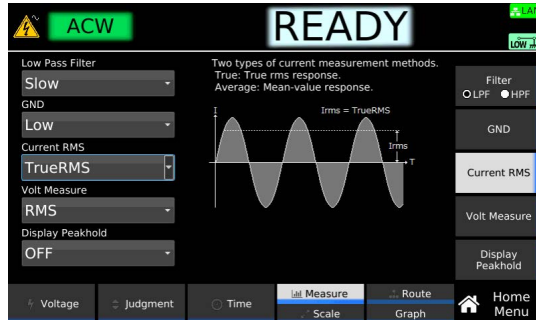 ACW
READY
LAN
LOW
Low Pass Filter
Slow
GND
Low
Current RMS
TrueRMS
Volt Measure
RMS
Display Peakhold
OFF
Two types of current measurement methods.
True: True rms response.
Average: Mean-value response.
I
Irms = TrueRMS
Irms
T
Filter
LPF HPF
GND
Current RMS
Volt Measure
Display
Peakhold
Voltage
Judgment
Time
Measure
Scale
Route
Graph
Home
Menu